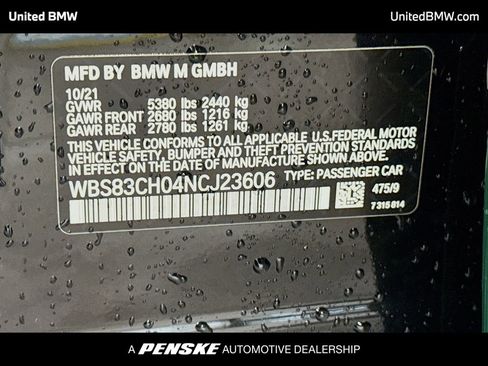 United BMW
UnitedBMW.com
MFD BY BMW M GMBH
10/21
GVWR 5380 lbs 2440 kg
GAWR FRONT 2680 lbs 1216 kg
GAWR REAR 2780 lbs 1261 kg
THIS VEHICLE CONFORMS TO ALL APPLICABLE U.S.FEDERAL MOTOR
VEHICLE SAFETY, BUMPER, AND THEFT PREVENTION STANDARDS
IN EFFECT ON THE DATE OF MANUFACTURE SHOWN ABOVE.
WBS83CH04NCJ23606 TYPE: PASSENGER CAR
475/9
7315814
A PENSKE AUTOMOTIVE DEALERSHIP